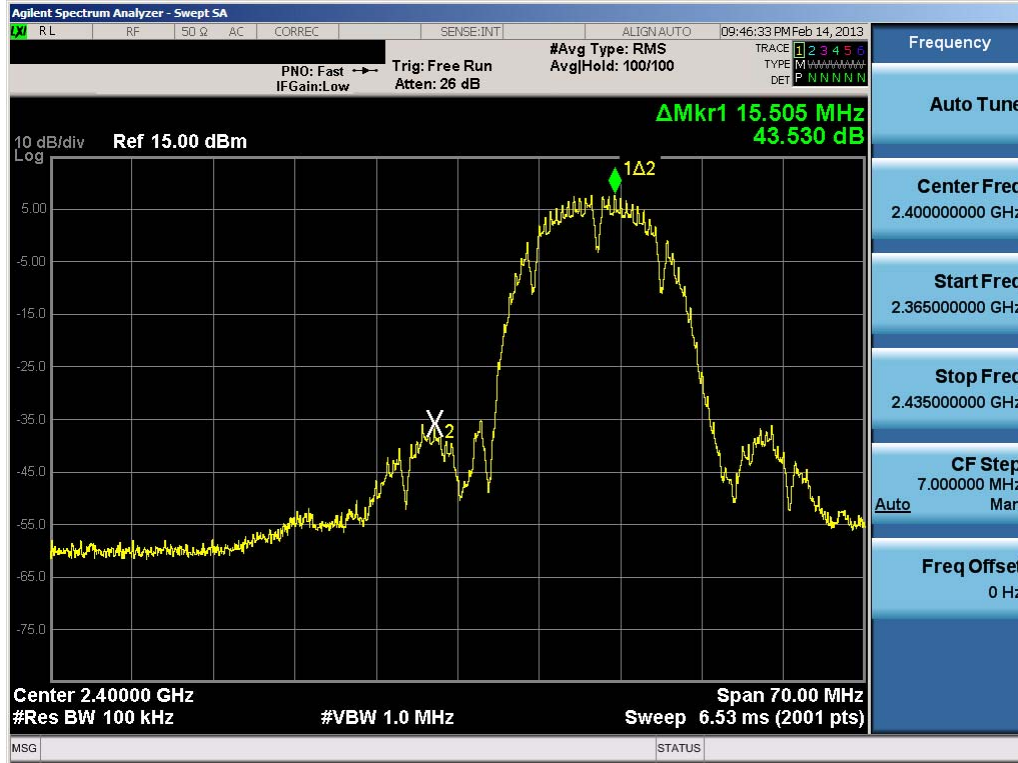 Agilent Spectrum Analyzer - Swept SA
LXI RL RF 50 Ω AC CORREC SENSE:INT ALIGN AUTO 09:46:33 PM Feb 14, 2013
PNO: Fast
IFGain:Low
Trig: Free Run
Atten: 26 dB
#Avg Type: RMS
Avg|Hold: 100/100
TRACE 1 2 3 4 5 6
TYPE M
DET P N N N N N
ΔMkr1 15.505 MHz
43.530 dB
10 dB/div
Log
Ref 15.00 dBm
1Δ2
5.00
-5.00
-15.0
-25.0
-35.0
X2
-45.0
-55.0
-65.0
-75.0
Center 2.40000 GHz
Span 70.00 MHz
#Res BW 100 kHz
#VBW 1.0 MHz
Sweep 6.53 ms (2001 pts)
MSG
STATUS
Frequency
Auto Tune
Center Freq
2.400000000 GHz
Start Freq
2.365000000 GHz
Stop Freq
2.435000000 GHz
CF Step
7.000000 MHz
Auto Man
Freq Offset
0 Hz